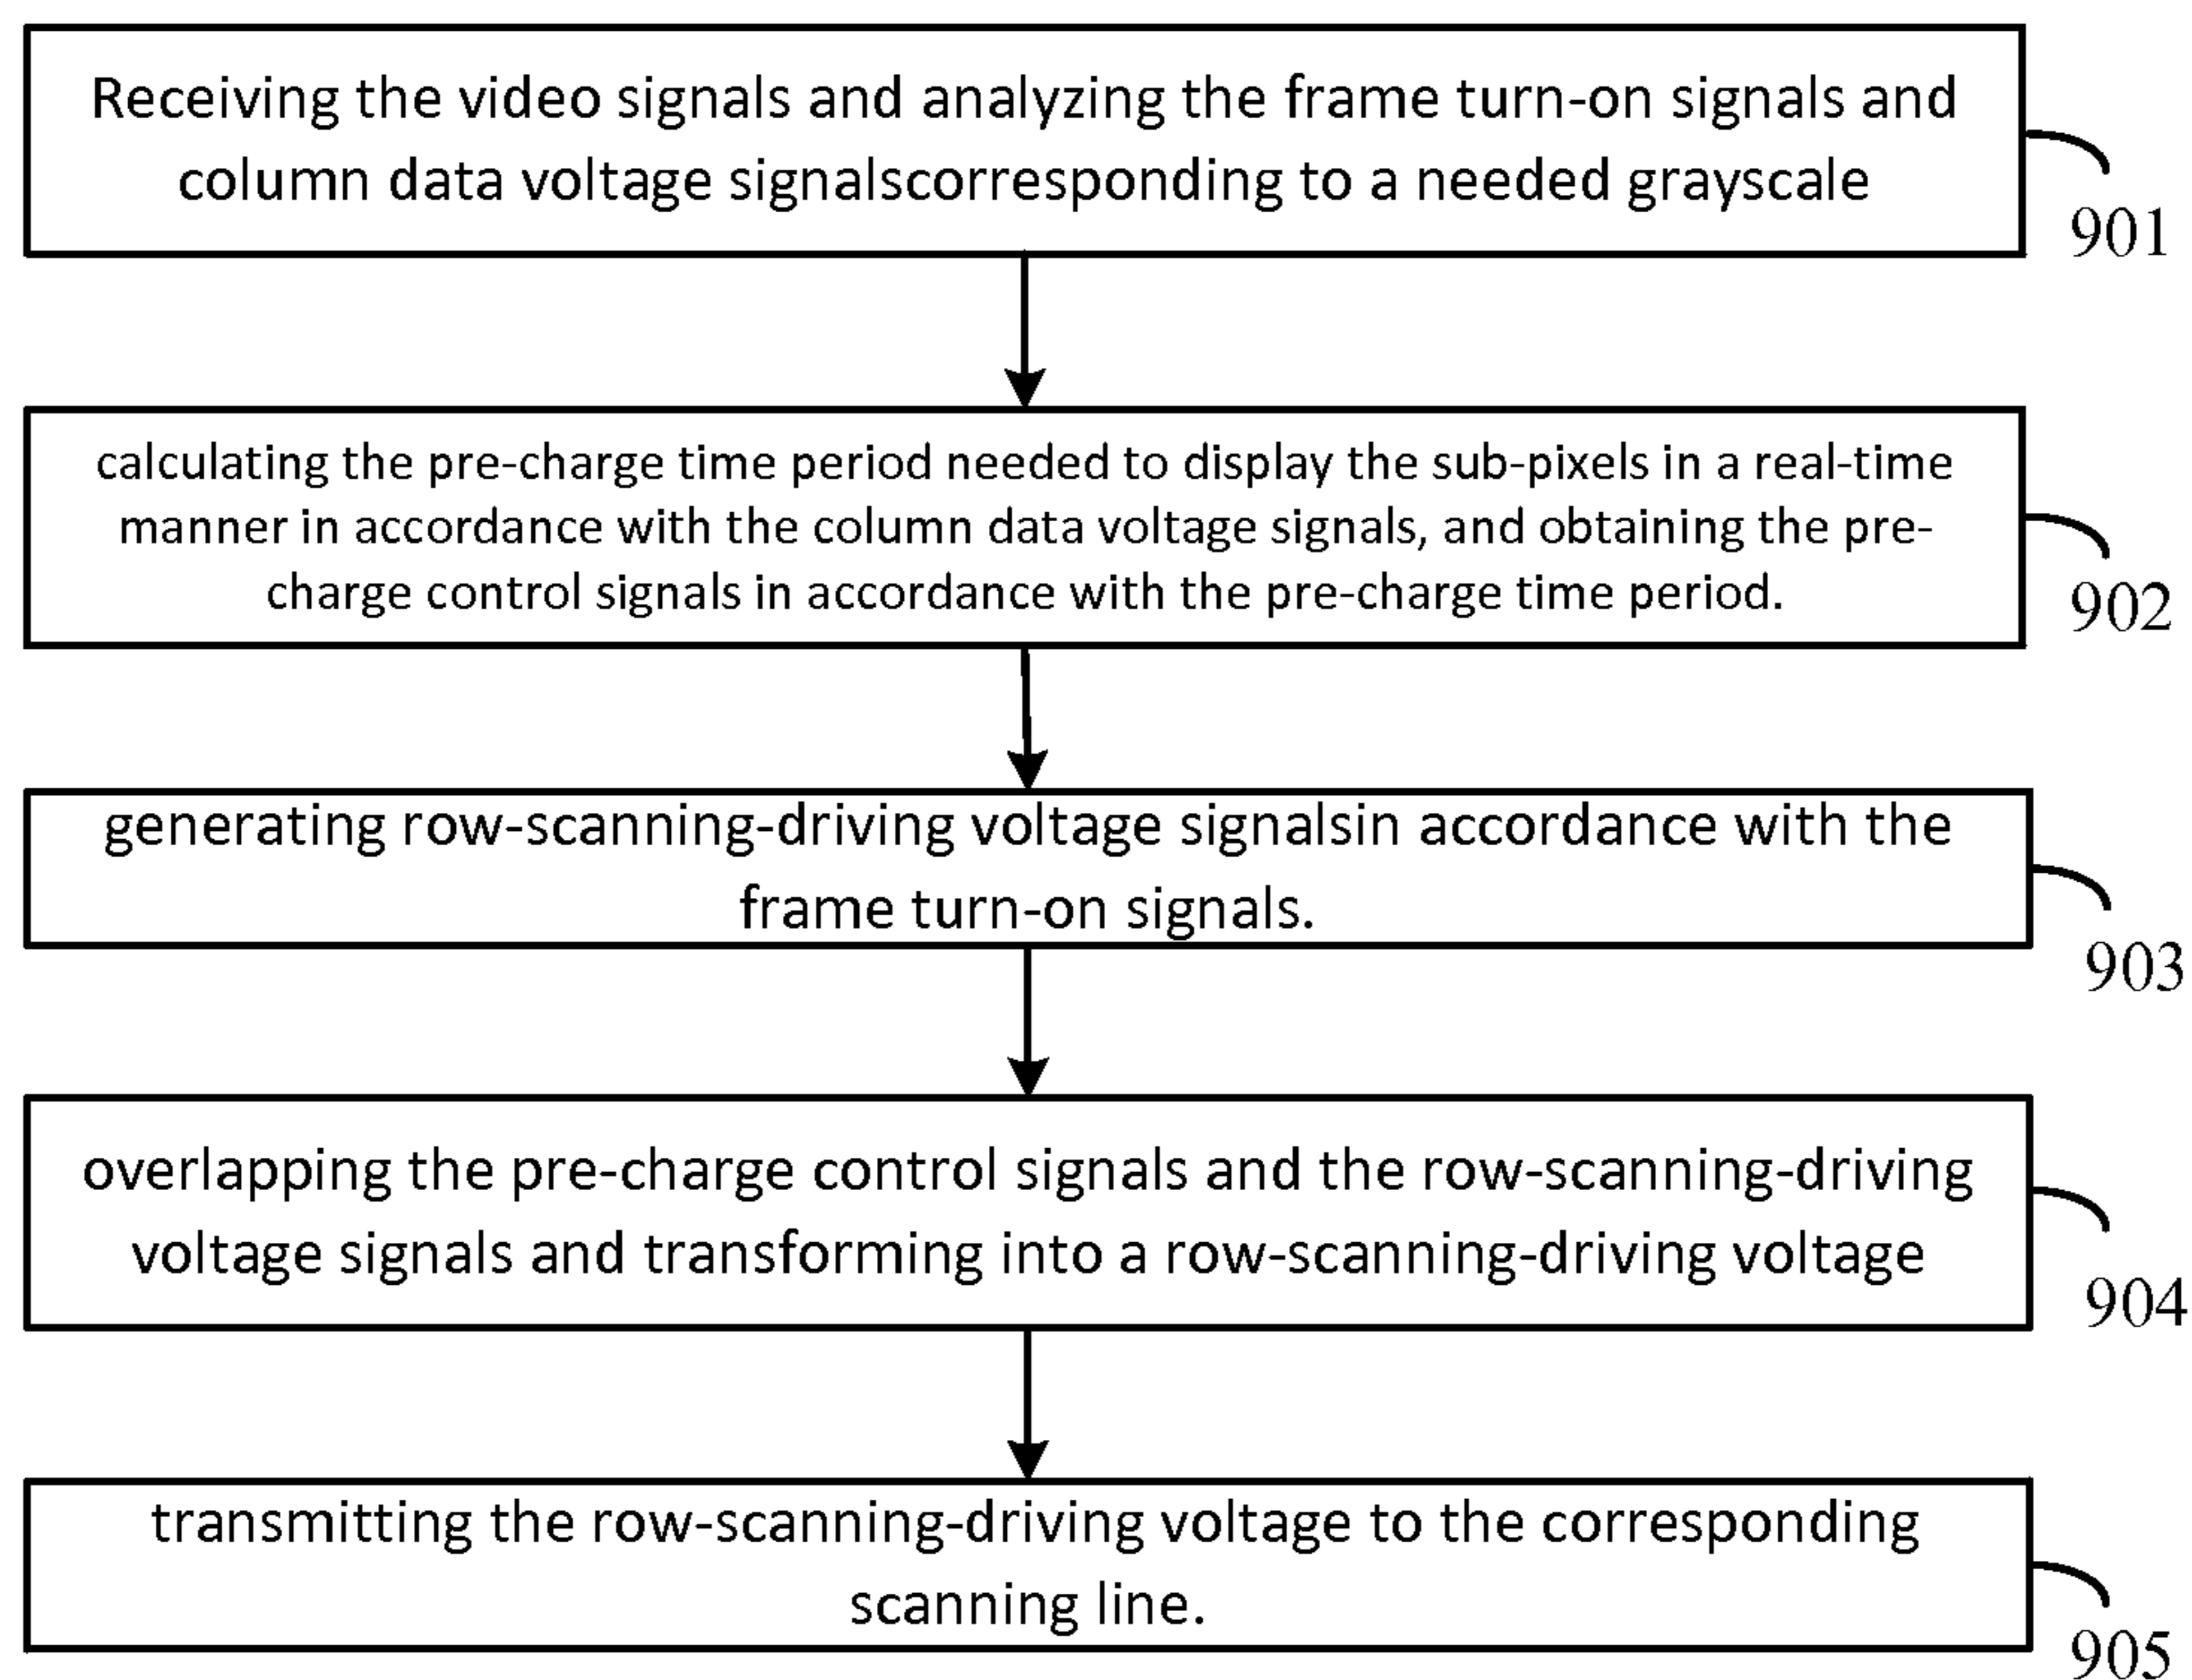 Receiving the video signals and analyzing the frame turn-on signals and
column data voltage signalscorresponding to a needed grayscale
901
calculating the pre-charge time period needed to display the sub-pixels in a real-time
manner in accordance with the column data voltage signals, and obtaining the pre-
charge control signals in accordance with the pre-charge time period.
902
generating row-scanning-driving voltage signalsin accordance with the
frame turn-on signals.
903
overlapping the pre-charge control signals and the row-scanning-driving
voltage signals and transforming into a row-scanning-driving voltage
904
transmitting the row-scanning-driving voltage to the corresponding
scanning line.
905